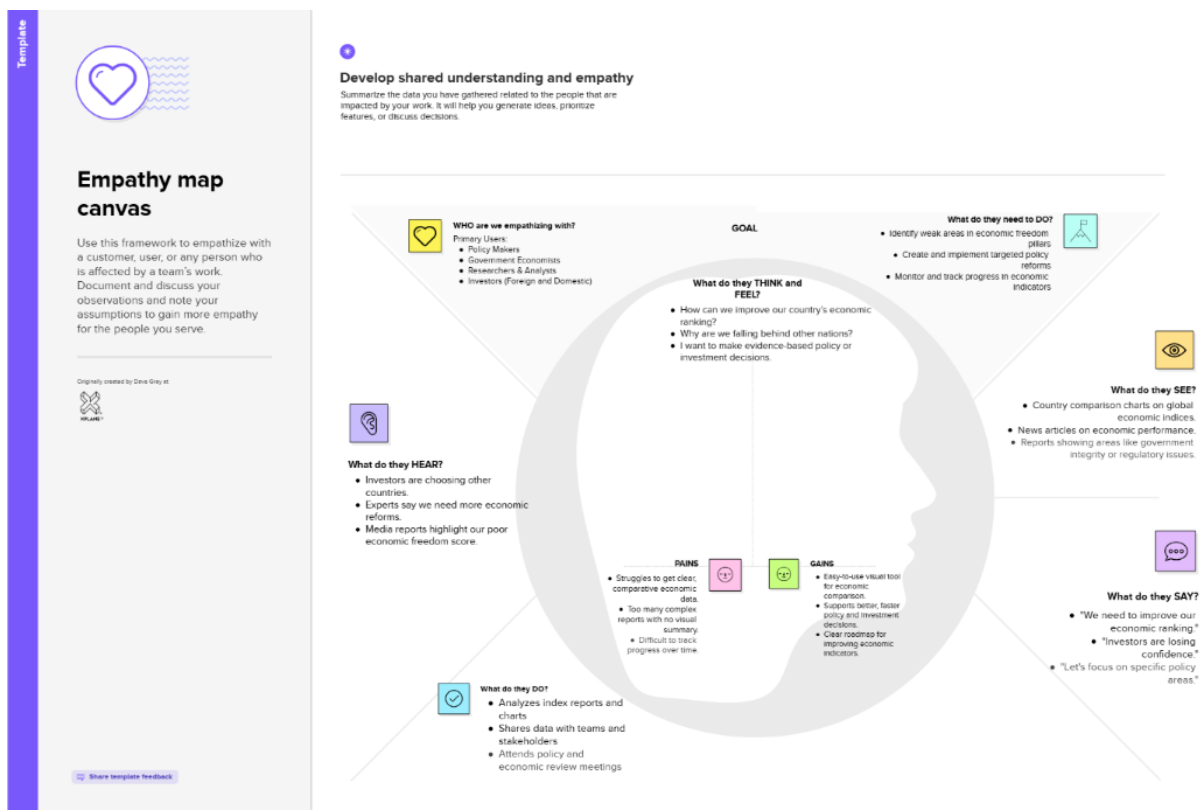 Template
Empathy map
canvas
Use this framework to empathize with
a customer, user, or any person who
is affected by a team's work.
Document and discuss your
observations and note your
assumptions to gain more empathy
for the people you serve.
Originally created by Dave Gray at
XPLANE
Share template feedback
Develop shared understanding and empathy
Summarize the data you have gathered related to the people that are
impacted by your work. It will help you generate ideas, prioritize
features, or discuss decisions.
WHO are we empathizing with?
Primary Users:
● Policy Makers
● Government Economists
● Researchers & Analysts
● Investors (Foreign and Domestic)
GOAL
What do they need to DO?
● Identify weak areas in economic freedom
pillars
● Create and implement targeted policy
reforms
● Monitor and track progress in economic
indicators
What do they THINK and
FEEL?
● How can we improve our country's economic
ranking?
● Why are we falling behind other nations?
● I want to make evidence-based policy or
investment decisions.
What do they SEE?
● Country comparison charts on global
economic indices.
● News articles on economic performance.
● Reports showing areas like government
integrity or regulatory issues.
What do they HEAR?
● Investors are choosing other
countries.
● Experts say we need more economic
reforms.
● Media reports highlight our poor
economic freedom score.
PAINS
● Struggles to get clear,
comparative economic
data.
● Too many complex
reports with no visual
summary.
● Difficult to track
progress over time.
GAINS
● Easy-to-use visual tool
for economic
comparison.
● Supports better, faster
policy and investment
decisions.
● Clear roadmap for
improving economic
indicators.
What do they SAY?
● "We need to improve our
economic ranking."
● "Investors are losing
confidence."
● "Let's focus on specific policy
areas."
What do they DO?
● Analyzes index reports and
charts
● Shares data with teams and
stakeholders
● Attends policy and
economic review meetings